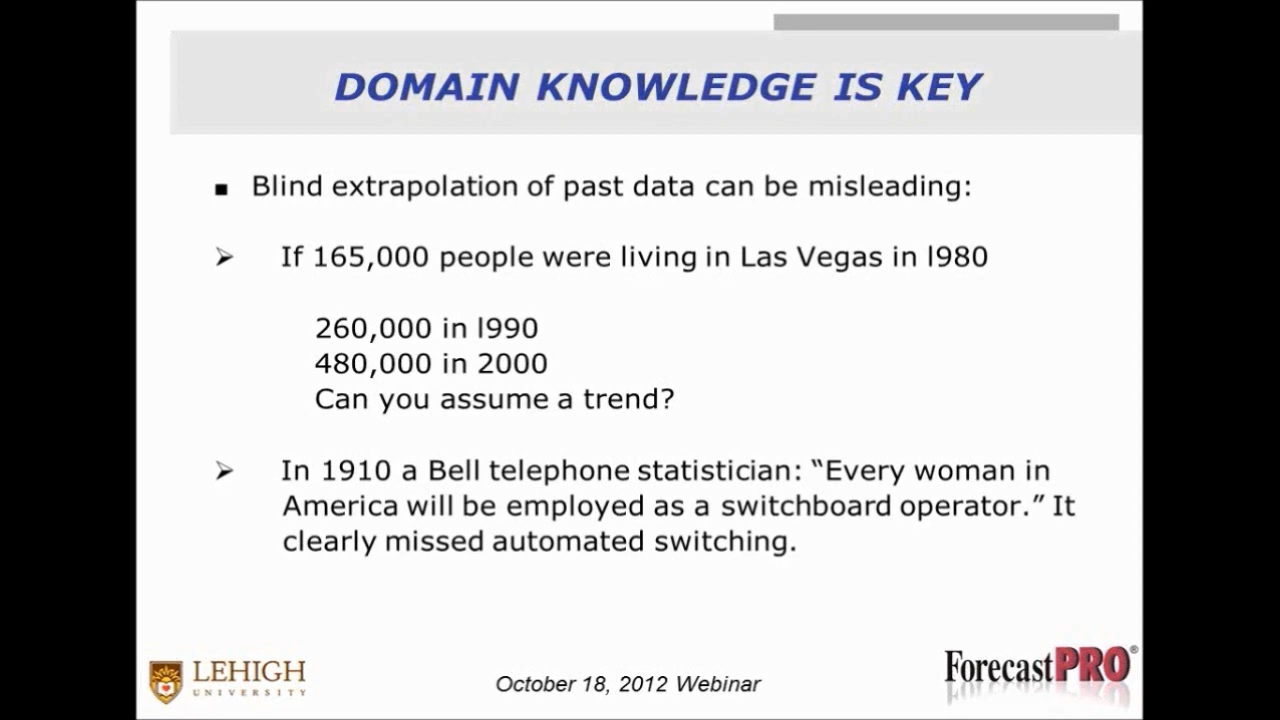 DOMAIN KNOWLEDGE IS KEY
▪ Blind extrapolation of past data can be misleading:
➢ If 165,000 people were living in Las Vegas in l980
260,000 in l990
480,000 in 2000
Can you assume a trend?
➢ In 1910 a Bell telephone statistician: “Every woman in
America will be employed as a switchboard operator.” It
clearly missed automated switching.
LEHIGH
UNIVERSITY
October 18, 2012 Webinar
ForecastPRO®